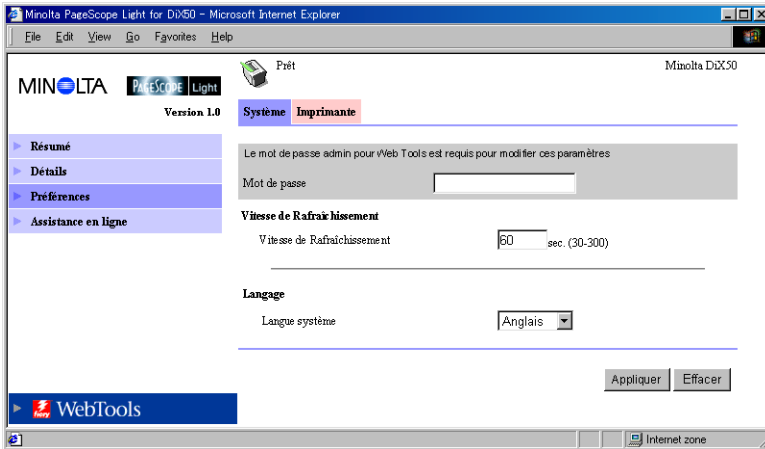 Minolta PageScope Light for DiX50 - Microsoft Internet Explorer
File Edit View Go Favorites Help
MINOLTA PAGESCOPE Light
Version 1.0
Prêt
Minolta DiX50
Système Imprimante
Résumé
Détails
Préférences
Assistance en ligne
Le mot de passe admin pour Web Tools est requis pour modifier ces paramètres
Mot de passe
Vitesse de Rafraîchissement
Vitesse de Rafraîchissement 60 sec. (30-300)
Langage
Langue système Anglais
Appliquer Effacer
fiery WebTools
Internet zone